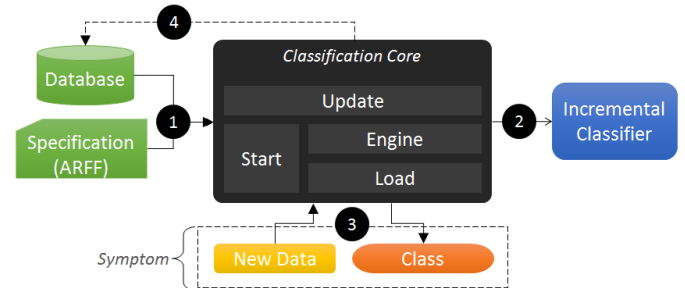 4
Classification Core
Database
Update
1
2
Incremental
Classifier
Specification
(ARFF)
Start
Engine
Load
3
Symptom
New Data
Class